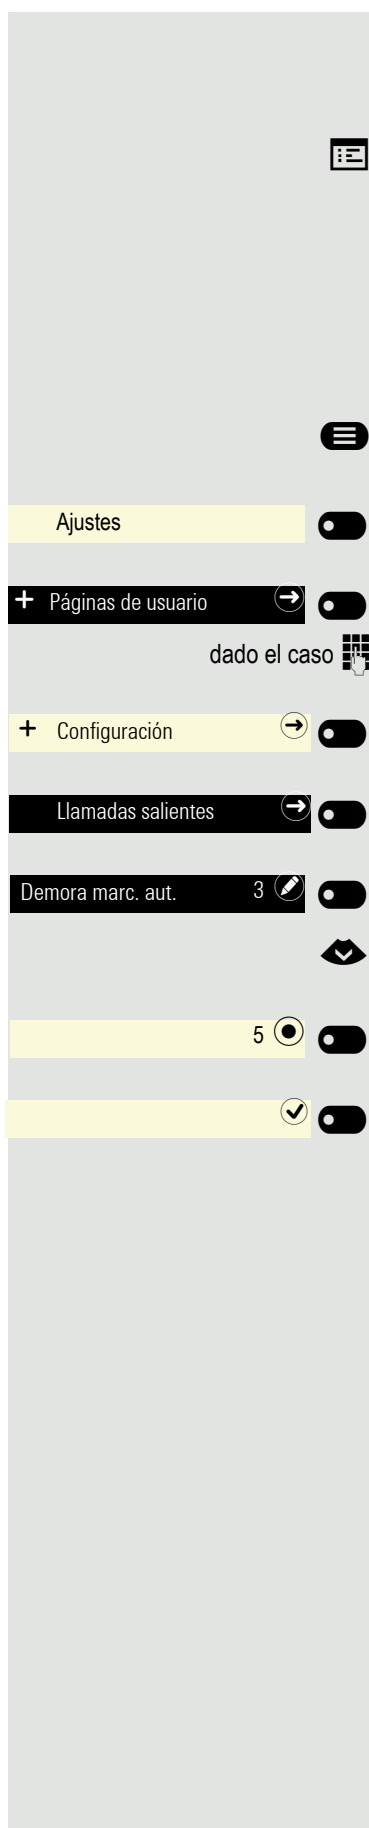 Ajustes
Páginas de usuario
dado el caso
Configuración
Llamadas salientes
Demora marc. aut. 3
5